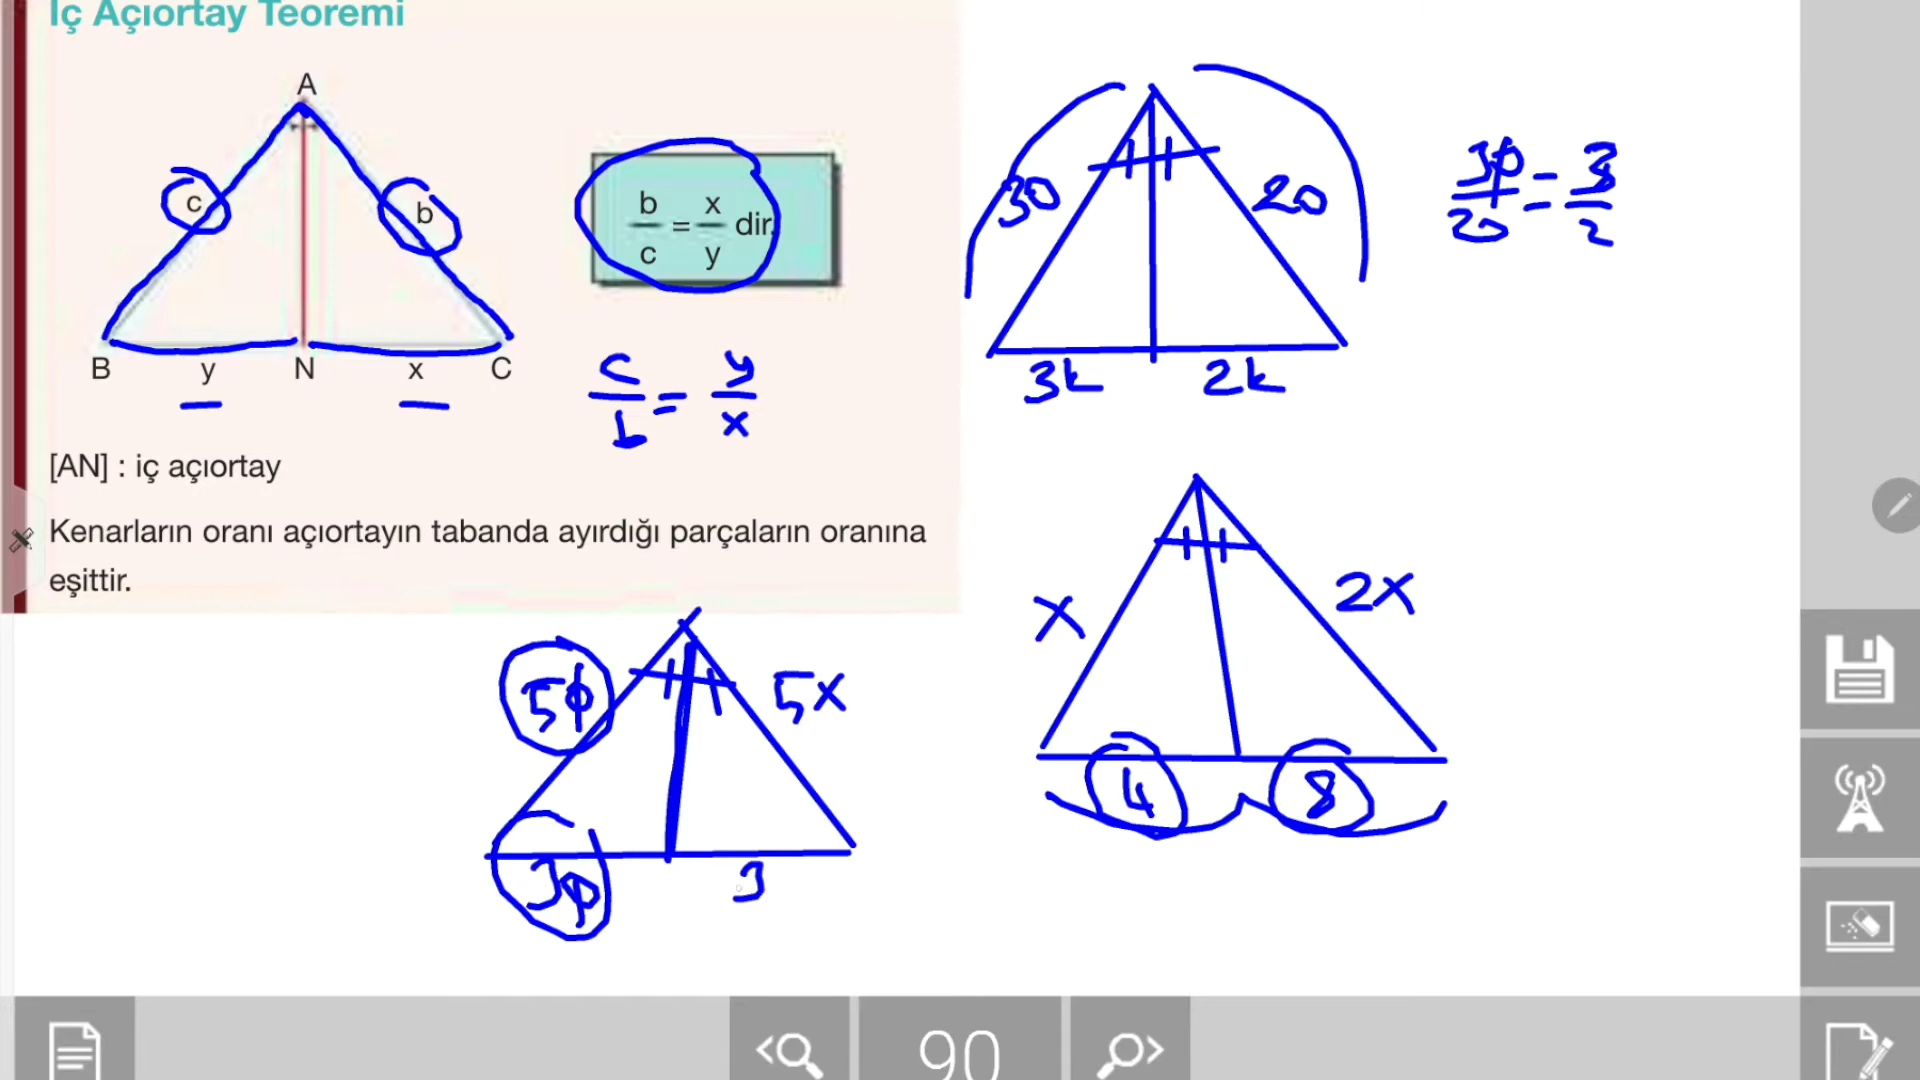 İç Açıortay Teoremi
A
c
b
B
y
N
x
C
b/c = x/y dir.
c/b = y/x
[AN] : iç açıortay
Kenarların oranı açıortayın tabanda ayırdığı parçaların oranına
eşittir.
30
20
3k
2k
30/20 = 3/2
x
2x
4
8
50
5x
30
3
90